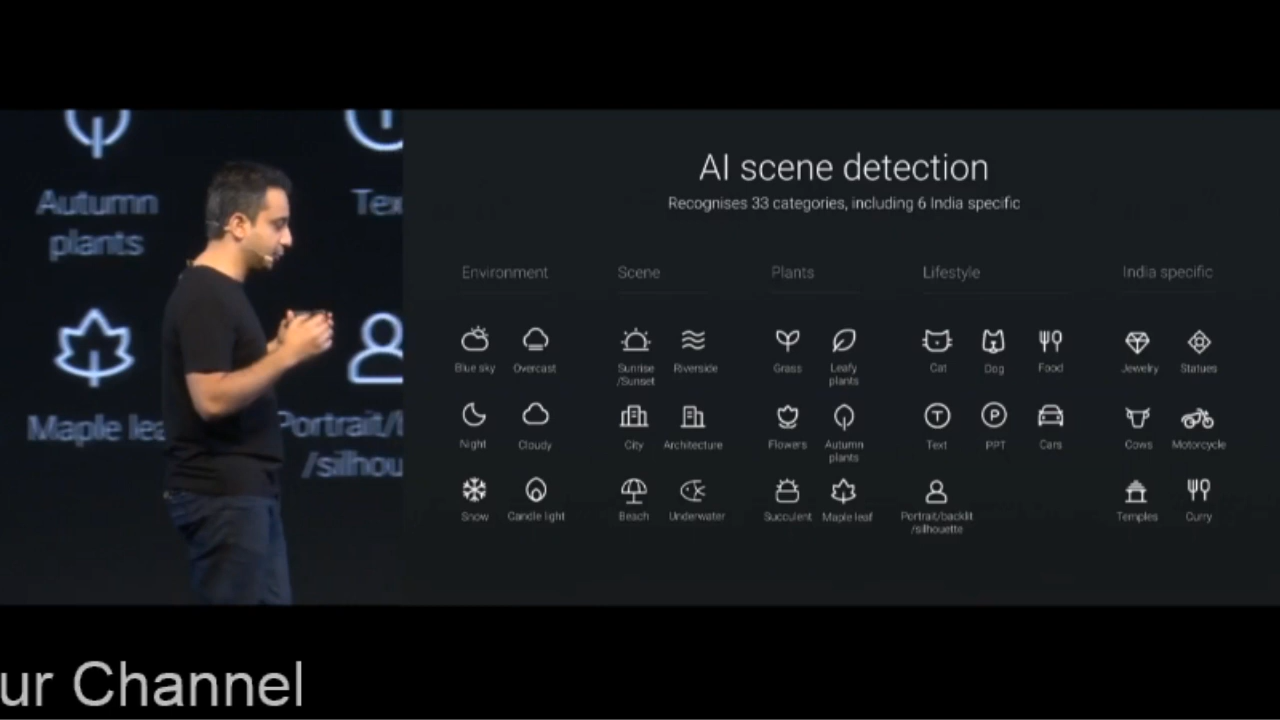 Autumn
plants
Tex
Maple lea
Portrait/
/silhou
AI scene detection
Recognises 33 categories, including 6 India specific
Environment Scene Plants Lifestyle India specific
Blue sky Overcast Sunrise Riverside Grass Leafy Cat Dog Food Jewelry Statues
/Sunset plants
Night Cloudy City Architecture Flowers Autumn Text PPT Cars Cows Motorcycle
plants
Snow Candle light Beach Underwater Succulent Maple leaf Portrait/backlit Temples Curry
/silhouette
T P
ur Channel